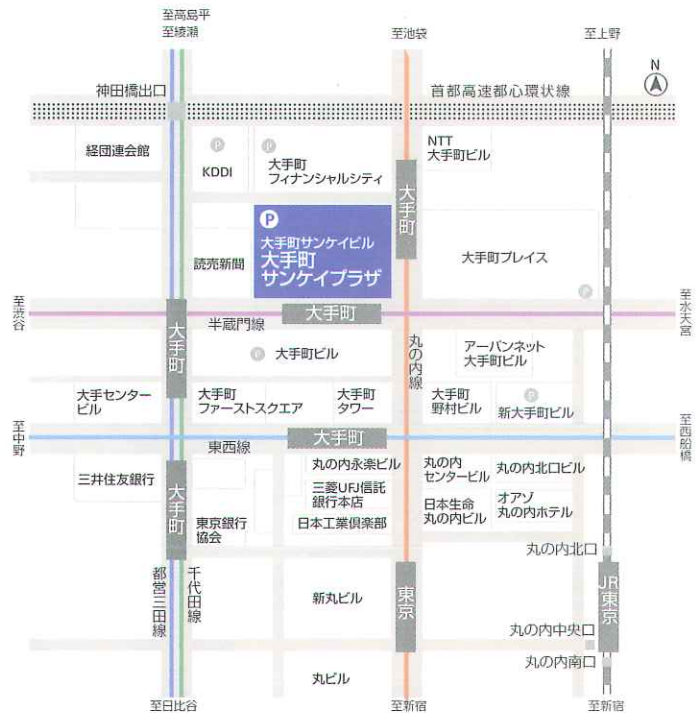 至高島平
至綾瀬
至池袋
至上野
N
神田橋出口
首都高速都心環状線
経団連会館
P
KDDI
P
大手町
フィナンシャルシティ
NTT
大手町ビル
大手町
P
大手町サンケイビル
大手町
サンケイプラザ
読売新聞
大手町プレイス
P
至渋谷
半蔵門線
大手町
至水天宮
大手町
P
大手町ビル
丸の内線
アーバンネット
大手町ビル
大手センター
ビル
大手町
ファーストスクエア
大手町
タワー
大手町
野村ビル
P
新大手町ビル
至中野
東西線
大手町
至西船橋
三井住友銀行
大手町
東京銀行
協会
丸の内永楽ビル
三菱UFJ信託
銀行本店
日本工業倶楽部
丸の内
センタービル
丸の内北口ビル
日本生命
丸の内ビル
オアゾ
丸の内ホテル
丸の内北口
都営三田線
千代田線
新丸ビル
東京
JR東京
丸の内中央口
丸の内南口
丸ビル
至日比谷
至新宿
至新宿